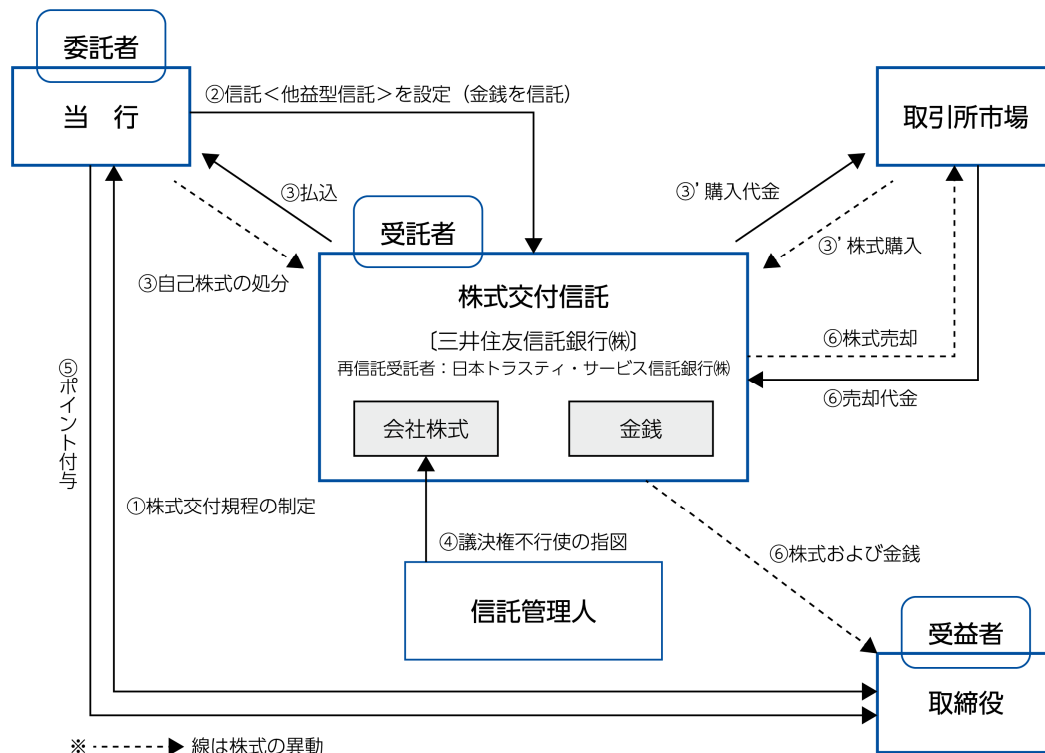 委託者
当 行
②信託<他益型信託>を設定(金銭を信託)
取引所市場
③払込
③'購入代金
受託者
③自己株式の処分
③'株式購入
株式交付信託
〔三井住友信託銀行㈱〕
再信託受託者:日本トラスティ・サービス信託銀行㈱
⑥株式売却
⑥売却代金
会社株式
金銭
⑤ポイント付与
①株式交付規程の制定
④議決権不行使の指図
⑥株式および金銭
信託管理人
受益者
取締役
※ 線は株式の異動